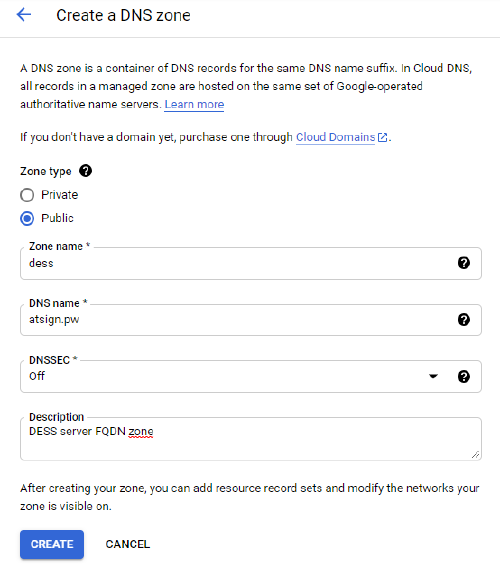 Create a DNS zone
A DNS zone is a container of DNS records for the same DNS name suffix. In Cloud DNS,
all records in a managed zone are hosted on the same set of Google-operated
authoritative name servers. Learn more
If you don't have a domain yet, purchase one through Cloud Domains.
Zone type
Private
Public
Zone name *
dess
DNS name *
atsign.pw
DNSSEC *
Off
Description
DESS server FQDN zone
After creating your zone, you can add resource record sets and modify the networks your
zone is visible on.
CREATE CANCEL